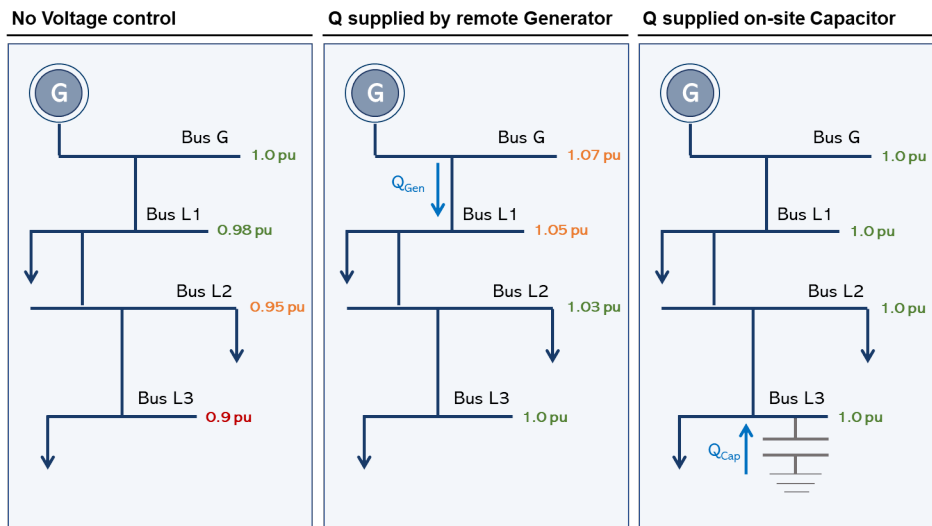 No Voltage control
G
Bus G
1.0 pu
Bus L1
0.98 pu
Bus L2
0.95 pu
Bus L3
0.9 pu
Q supplied by remote Generator
G
Bus G
1.07 pu
QGen
Bus L1
1.05 pu
Bus L2
1.03 pu
Bus L3
1.0 pu
Q supplied on-site Capacitor
G
Bus G
1.0 pu
Bus L1
1.0 pu
Bus L2
1.0 pu
Bus L3
1.0 pu
QCap